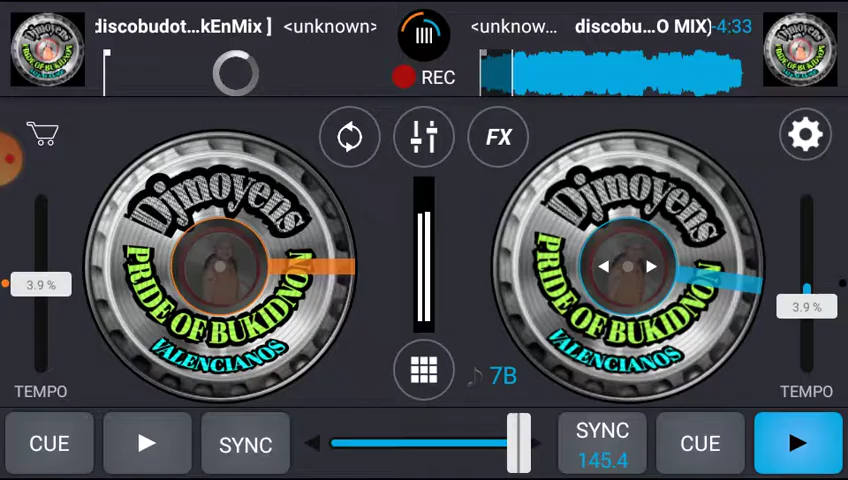 discobudot...kEnMix ] <unknown>
<unknow... discobu...O MIX) -4:33
REC
FX
Djmoyens
PRIDE OF BUKIDNON
VALENCIANOS
Djmoyens
PRIDE OF BUKIDNON
VALENCIANOS
3.9 %
3.9 %
TEMPO
7B
TEMPO
CUE
SYNC
SYNC
145.4
CUE